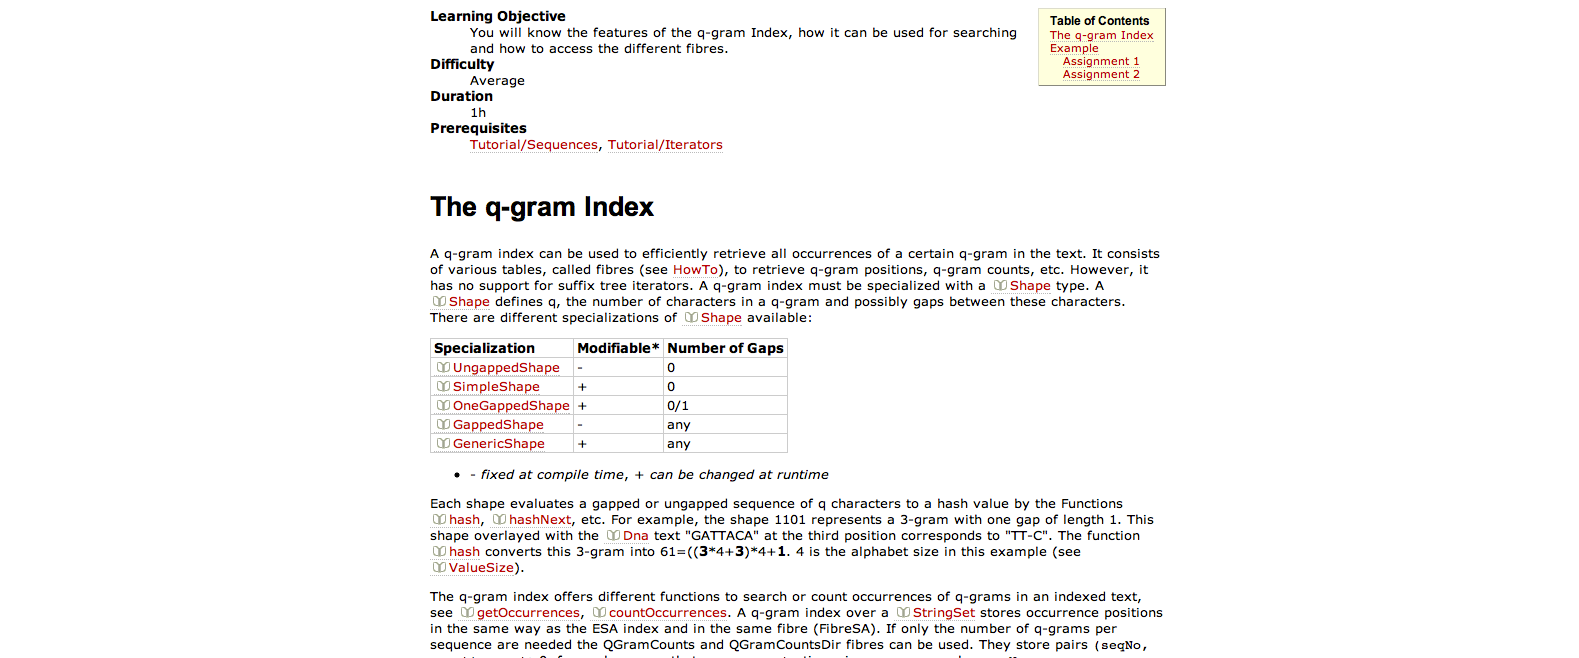 Learning Objective
You will know the features of the q-gram Index, how it can be used for searching
and how to access the different fibres.
Difficulty
Average
Duration
1h
Prerequisites
Tutorial/Sequences, Tutorial/Iterators
Table of Contents
The q-gram Index
Example
Assignment 1
Assignment 2
The q-gram Index
A q-gram index can be used to efficiently retrieve all occurrences of a certain q-gram in the text. It consists
of various tables, called fibres (see HowTo), to retrieve q-gram positions, q-gram counts, etc. However, it
has no support for suffix tree iterators. A q-gram index must be specialized with a Shape type. A
Shape defines q, the number of characters in a q-gram and possibly gaps between these characters.
There are different specializations of Shape available:
Specialization Modifiable* Number of Gaps
UngappedShape - 0
SimpleShape + 0
OneGappedShape + 0/1
GappedShape - any
GenericShape + any
• - fixed at compile time, + can be changed at runtime
Each shape evaluates a gapped or ungapped sequence of q characters to a hash value by the Functions
hash, hashNext, etc. For example, the shape 1101 represents a 3-gram with one gap of length 1. This
shape overlayed with the Dna text "GATTACA" at the third position corresponds to "TT-C". The function
hash converts this 3-gram into 61=((3*4+3)*4+1. 4 is the alphabet size in this example (see
ValueSize).
The q-gram index offers different functions to search or count occurrences of q-grams in an indexed text,
see getOccurrences, countOccurrences. A q-gram index over a StringSet stores occurrence positions
in the same way as the ESA index and in the same fibre (FibreSA). If only the number of q-grams per
sequence are needed the QGramCounts and QGramCountsDir fibres can be used. They store pairs (seqNo,